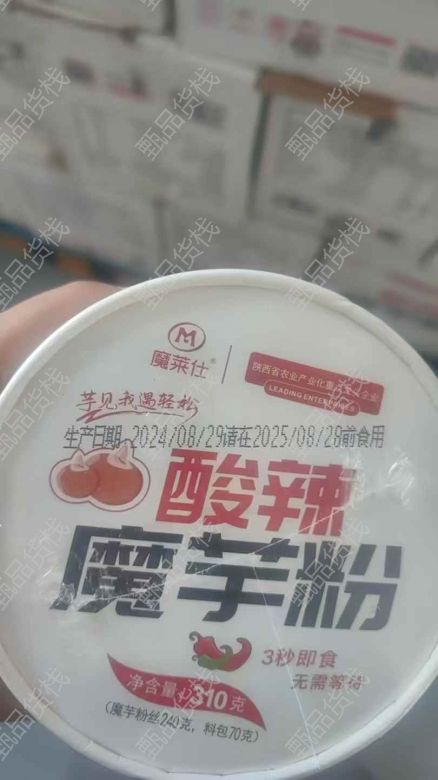 M
魔莱仕®
陕西省农业产业化重点龙头企业
LEADING ENTERPRISES
芋见我遇轻松
生产日期 2024/08/29请在2025/08/28前食用
酸辣
魔芋粉
3秒即食
无需等待
净含量:310克
(魔芋粉丝240克,料包70克)
甄品货栈